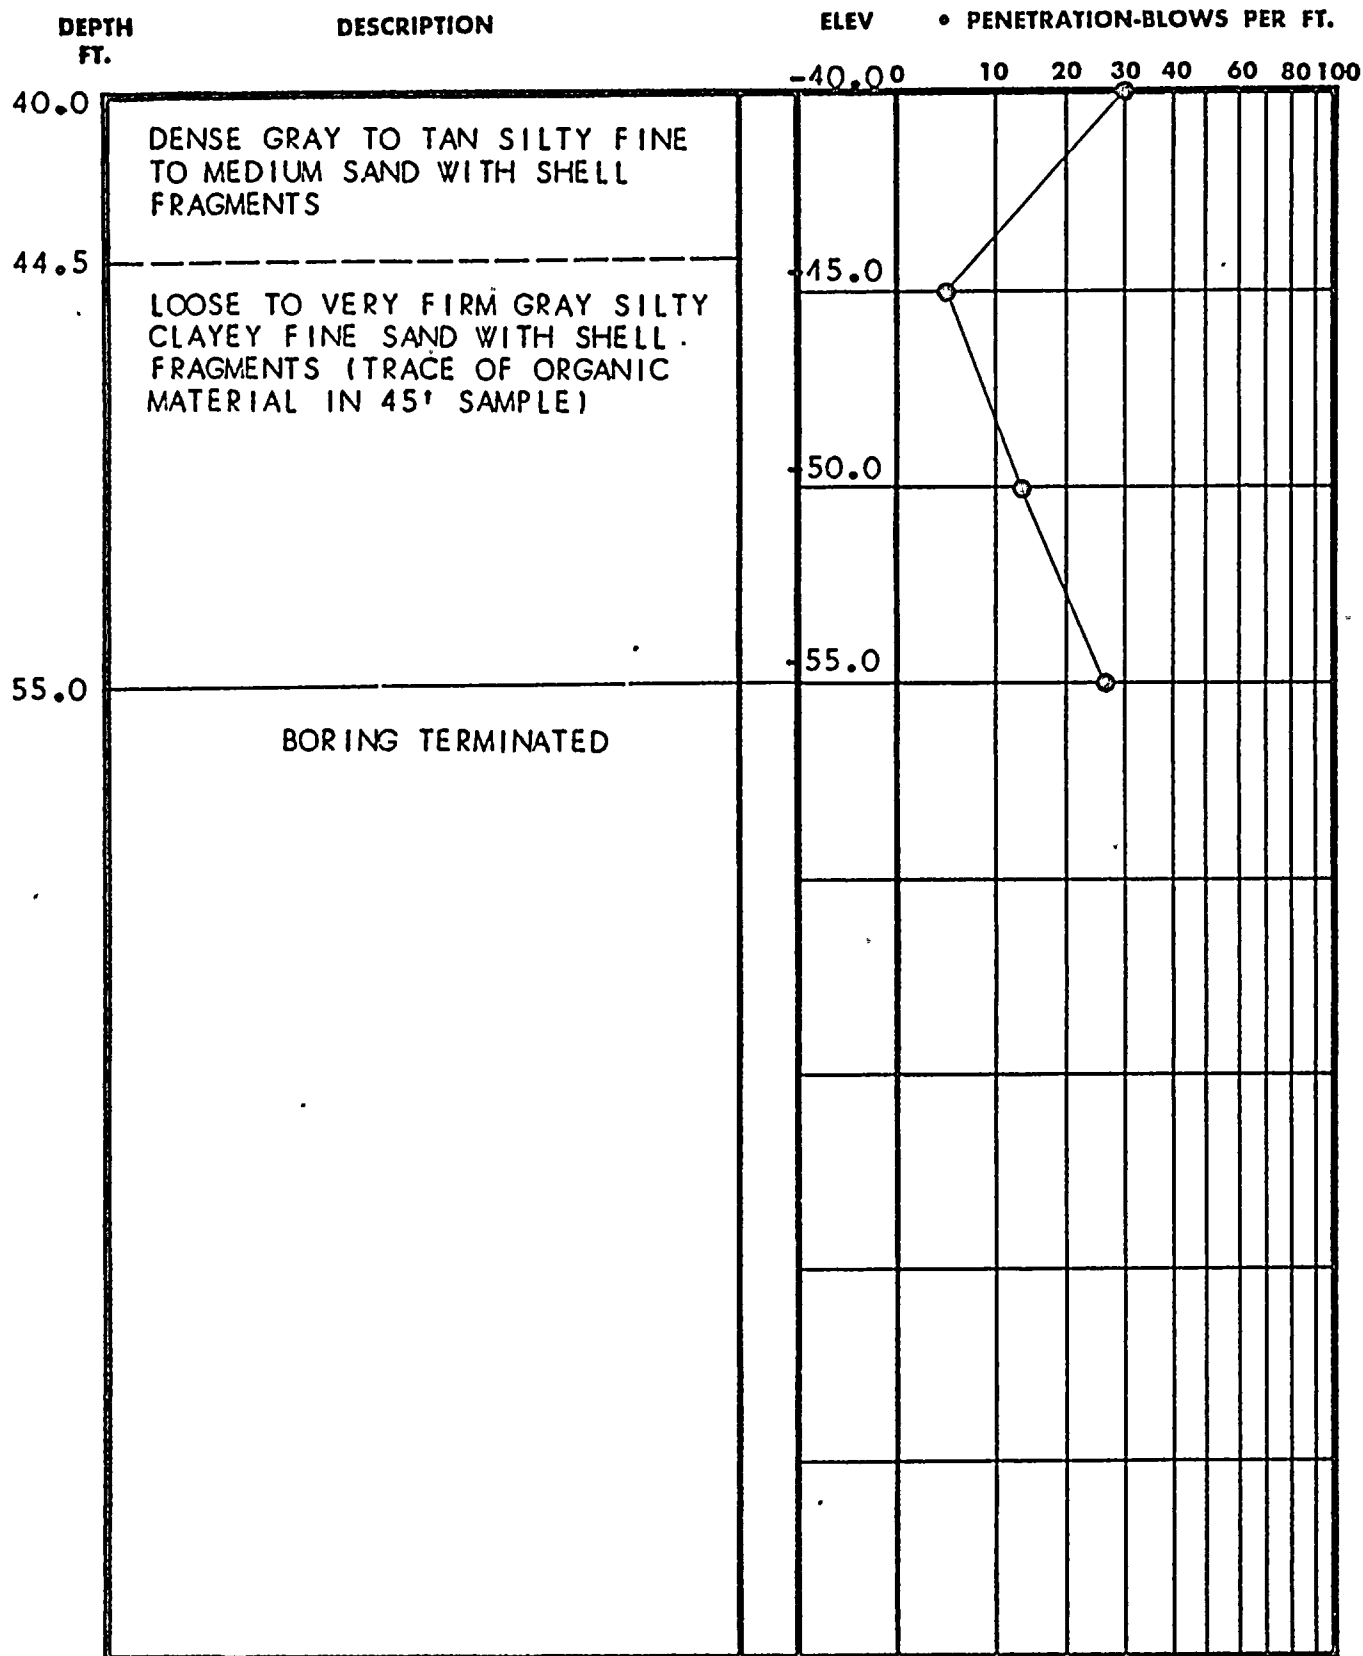 DEPTH FT.
DESCRIPTION
ELEV
• PENETRATION-BLOWS PER FT.
-40.0 0 10 20 30 40 60 80 100
40.0
DENSE GRAY TO TAN SILTY FINE
TO MEDIUM SAND WITH SHELL
FRAGMENTS
44.5
-45.0
LOOSE TO VERY FIRM GRAY SILTY
CLAYEY FINE SAND WITH SHELL
FRAGMENTS (TRACE OF ORGANIC
MATERIAL IN 45' SAMPLE)
-50.0
-55.0
55.0
BORING TERMINATED